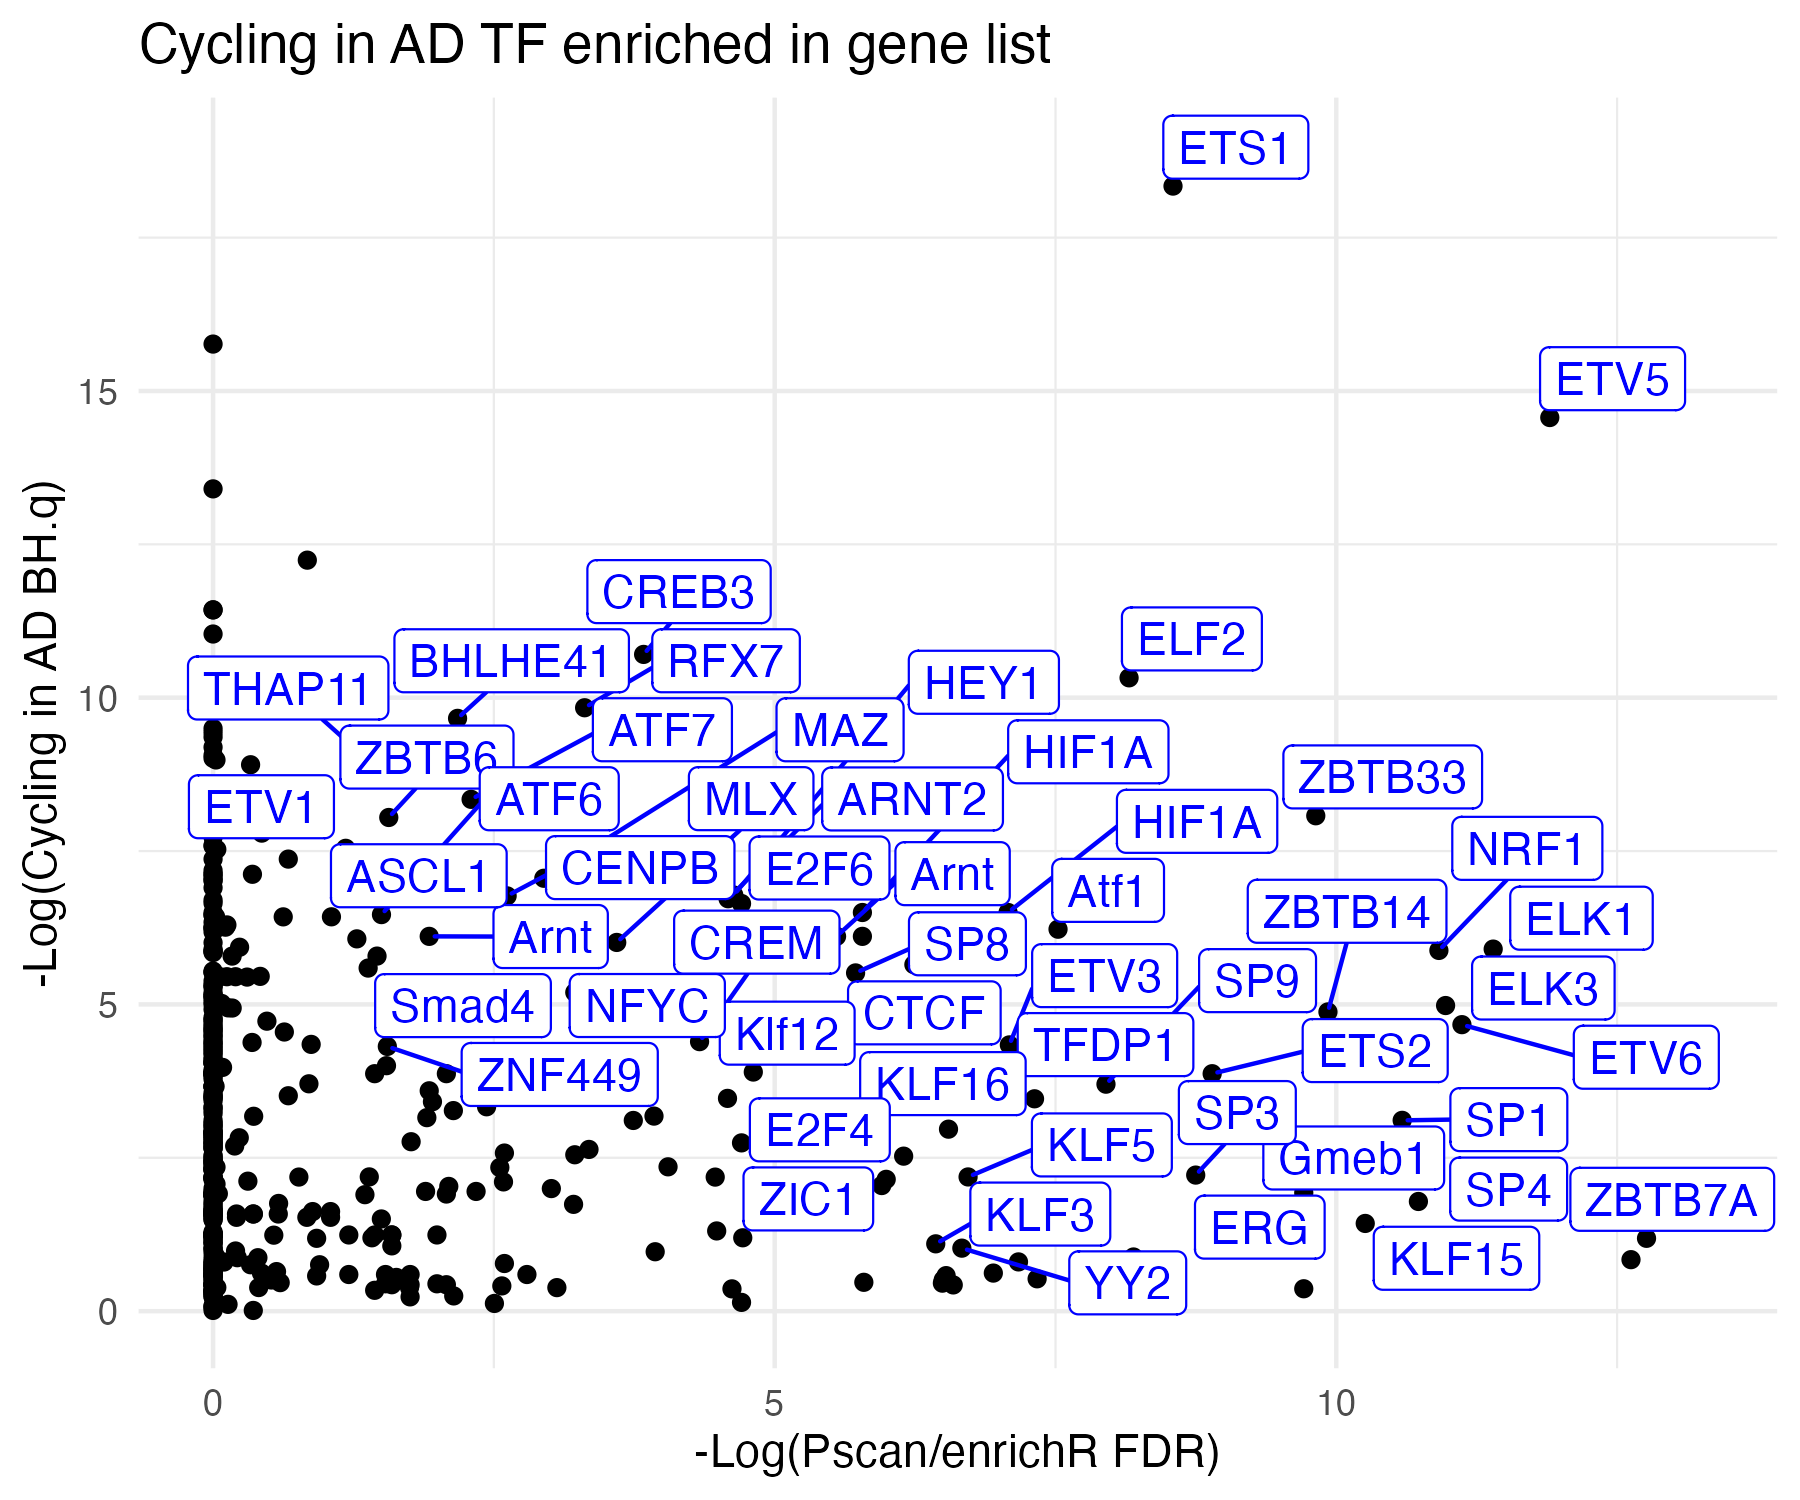 Cycling in AD TF enriched in gene list
ETS1
ETV5
15
CREB3
ELF2
BHLHE41
RFX7
THAP11
HEY1
10
ATF7
MAZ
HIF1A
ZBTB6
ZBTB33
ETV1
ATF6
MLX
ARNT2
HIF1A
NRF1
ASCL1
CENPB
E2F6
Arnt
Atf1
ZBTB14
ELK1
Arnt
CREM
SP8
ETV3
SP9
ELK3
5
Smad4
NFYC
Klf12
CTCF
TFDP1
ETS2
ETV6
ZNF449
KLF16
SP3
SP1
E2F4
KLF5
Gmeb1
ZIC1
SP4
ZBTB7A
KLF3
ERG
KLF15
YY2
0
-Log(Cycling in AD BH.q)
0
5
10
-Log(Pscan/enrichR FDR)